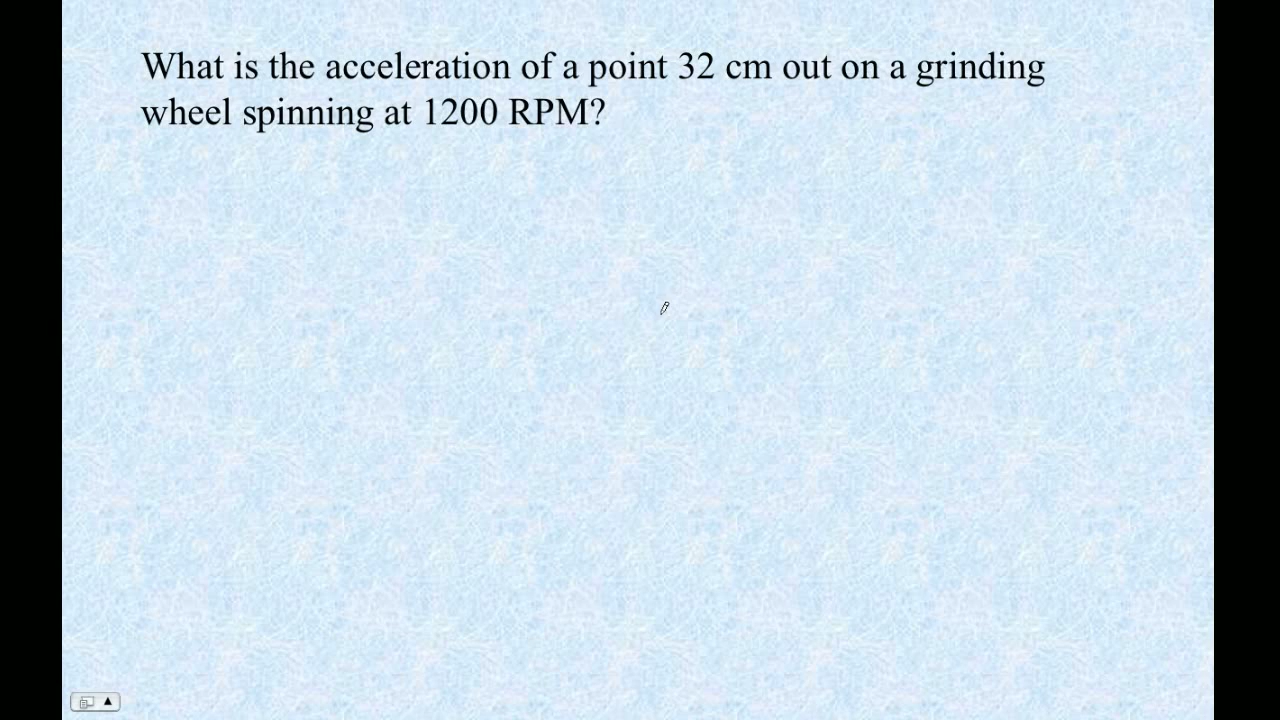 What is the acceleration of a point 32 cm out on a grinding
wheel spinning at 1200 RPM?